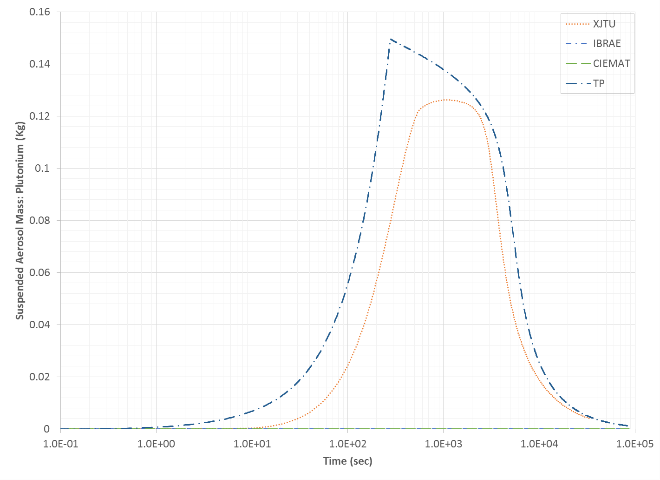 0.16
0.14
0.12
0.1
0.08
0.06
0.04
0.02
0
Suspended Aerosol Mass: Plutonium (Kg)
1.0E-01 1.0E+00 1.0E+01 1.0E+02 1.0E+03 1.0E+04 1.0E+05
Time (sec)
XJTU
IBRAE
CIEMAT
TP